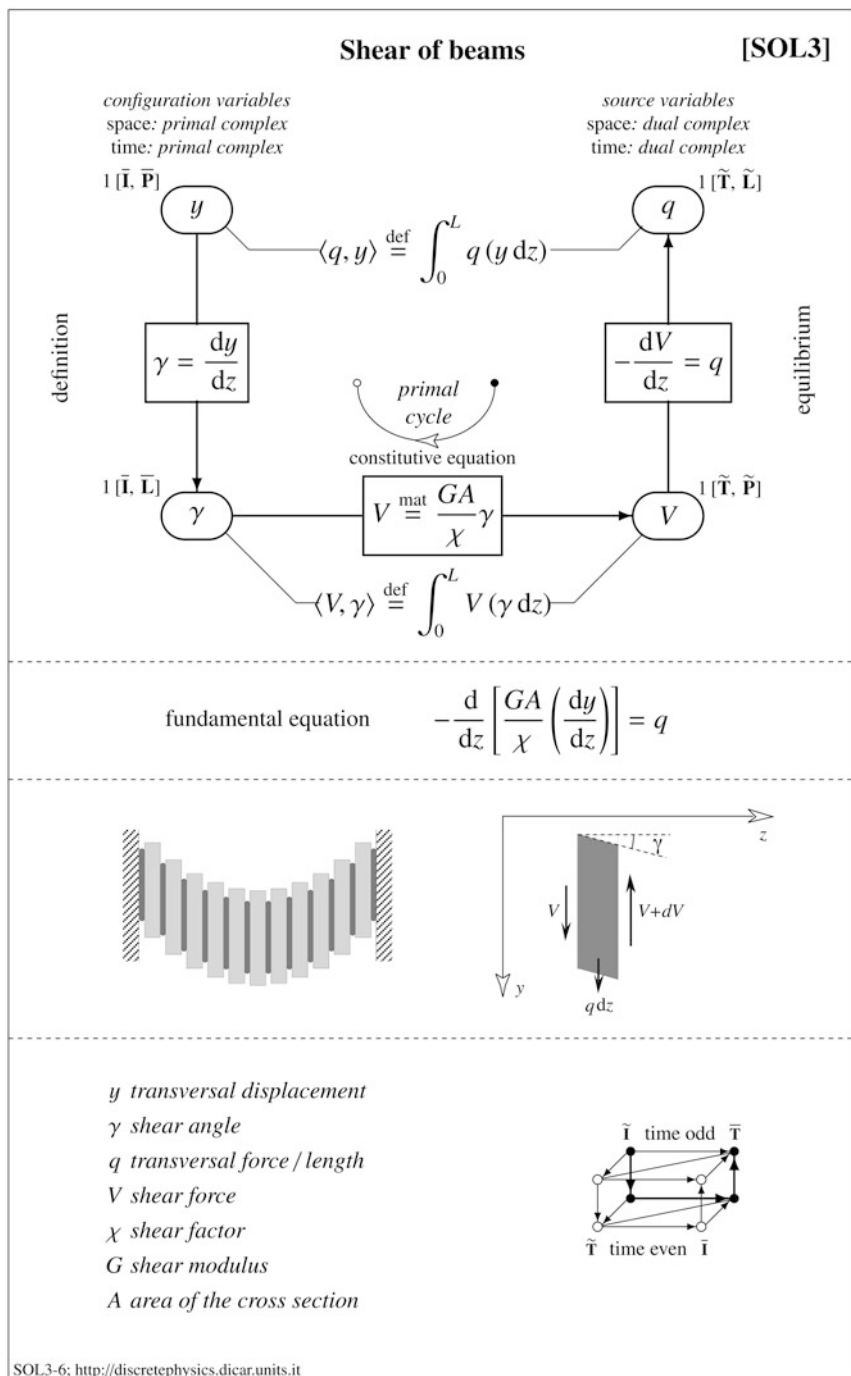 Shear of beams [SOL3]
configuration variables
space: primal complex
time: primal complex
source variables
space: dual complex
time: dual complex
1 [Ī, P̄]
y
1 [T̃, L̃]
q
⟨q, y⟩ def= ∫₀ᴸ q (y dz)
definition
γ = dy/dz
primal
cycle
−dV/dz = q
equilibrium
constitutive equation
1 [Ī, L̄]
γ
V mat= GA/χ γ
1 [T̃, P̃]
V
⟨V, γ⟩ def= ∫₀ᴸ V (γ dz)
fundamental equation −d/dz [GA/χ (dy/dz)] = q
z
γ
V
V+dV
y
q dz
y transversal displacement
γ shear angle
q transversal force / length
V shear force
χ shear factor
G shear modulus
A area of the cross section
Ĩ time odd T̄
T̃ time even Ī
SOL3-6; http://discretephysics.dicar.units.it